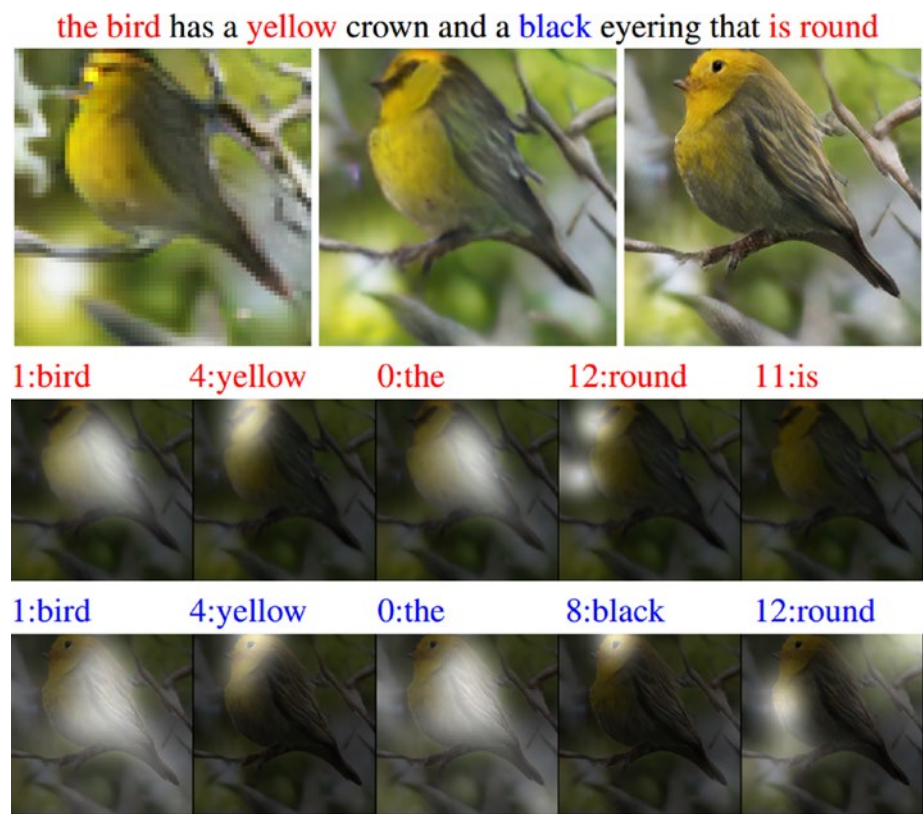 the bird has a yellow crown and a black eyering that is round
1:bird 4:yellow 0:the 12:round 11:is
1:bird 4:yellow 0:the 8:black 12:round